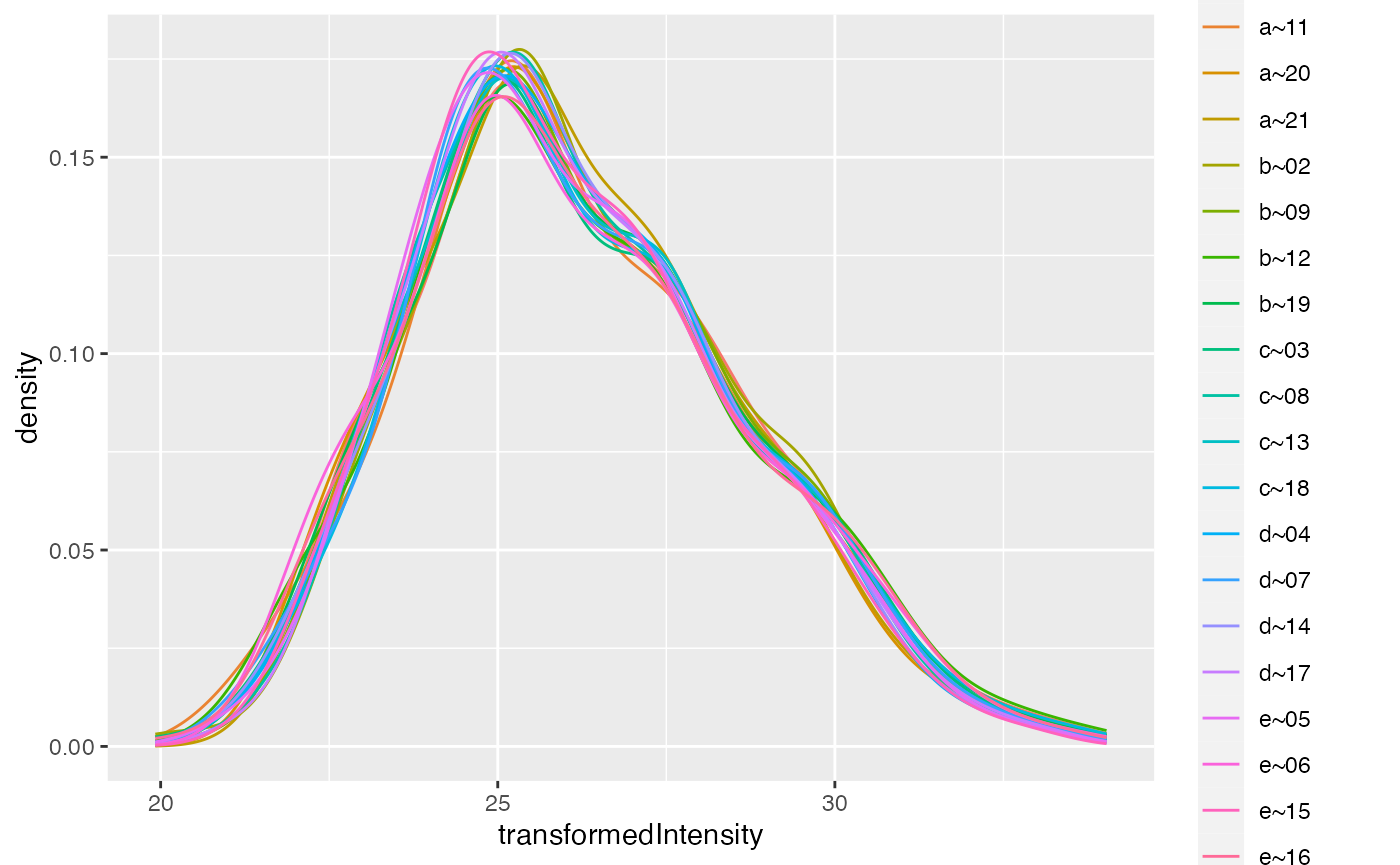 0.15
0.10
0.05
0.00
density
20
25
30
transformedIntensity
a~11
a~20
a~21
b~02
b~09
b~12
b~19
c~03
c~08
c~13
c~18
d~04
d~07
d~14
d~17
e~05
e~06
e~15
e~16